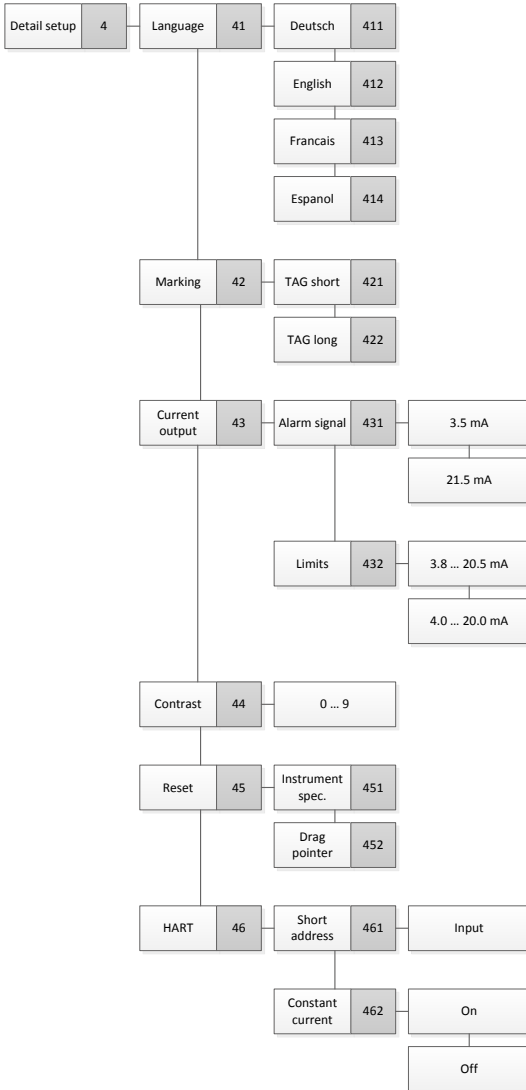 Detail setup 4 Language 41 Deutsch 411
English 412
Francais 413
Espanol 414
Marking 42 TAG short 421
TAG long 422
Current
output 43 Alarm signal 431 3.5 mA
21.5 mA
Limits 432 3.8 ... 20.5 mA
4.0 ... 20.0 mA
Contrast 44 0 ... 9
Reset 45 Instrument
spec. 451
Drag
pointer 452
HART 46 Short
address 461 Input
Constant
current 462 On
Off